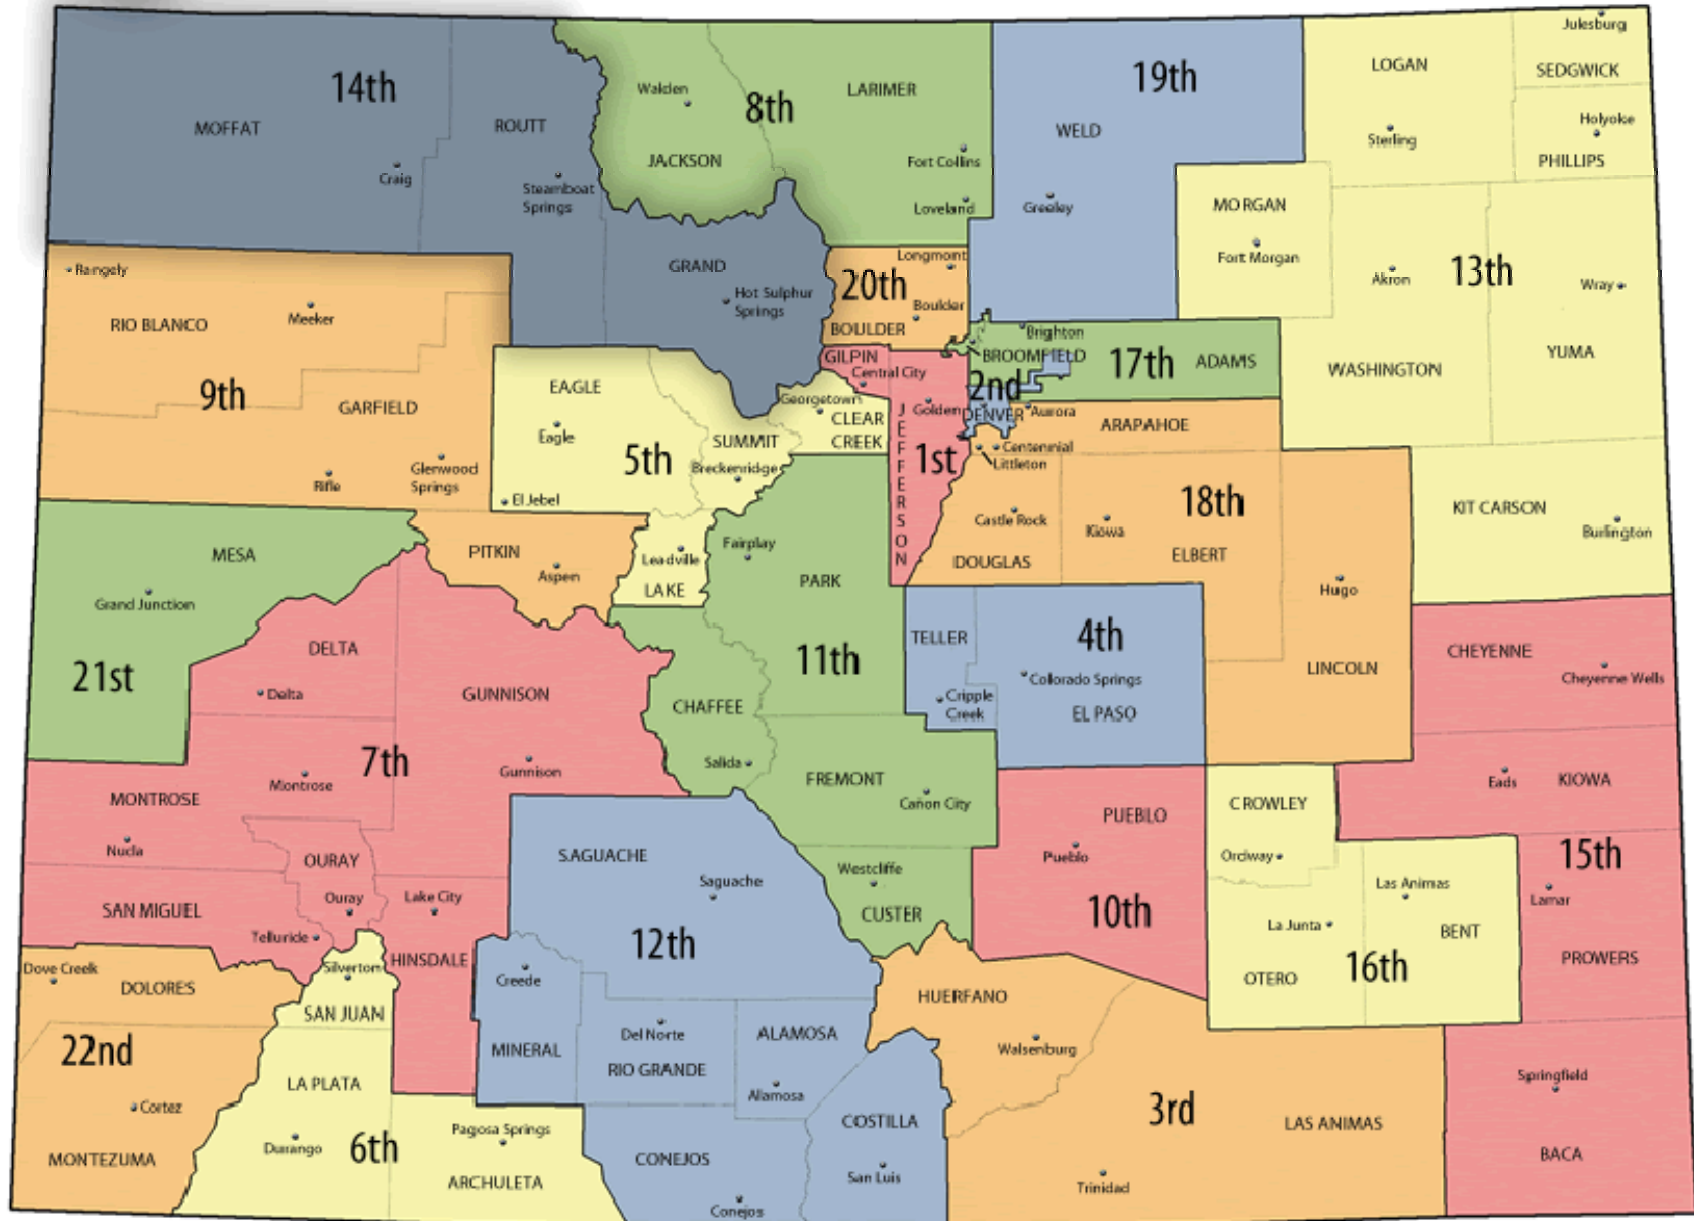 Julesburg
14th
MOFFAT
ROUTT
Craig
Steamboat
Springs
Walden
8th
LARIMER
JACKSON
Fort Collins
Loveland
19th
WELD
Greeley
LOGAN
SEDGWICK
Sterling
Holyoke
PHILLIPS
MORGAN
Fort Morgan
Akron
13th
Wray
WASHINGTON
YUMA
Rangely
RIO BLANCO
Meeker
9th
GARFIELD
Rifle
Glenwood
Springs
GRAND
Hot Sulphur
Springs
Longmont
20th
Boulder
BOULDER
GILPIN
Central City
Brighton
BROOMFIELD
17th
ADAMS
2nd
DENVER
Aurora
EAGLE
Eagle
5th
El Jebel
SUMMIT
Breckenridge
Georgetown
CLEAR
CREEK
Golden
JEFFERSON
1st
Centennial
Littleton
ARAPAHOE
18th
Castle Rock
Kiowa
DOUGLAS
ELBERT
Hugo
LINCOLN
KIT CARSON
Burlington
MESA
Grand Junction
21st
PITKIN
Aspen
Leadville
LAKE
Fairplay
PARK
11th
TELLER
4th
Colorado Springs
Cripple
Creek
EL PASO
CHEYENNE
Cheyenne Wells
DELTA
Delta
GUNNISON
7th
Gunnison
CHAFFEE
Salida
FREMONT
Cañon City
MONTROSE
Montrose
Nucla
OURAY
Ouray
SAN MIGUEL
Telluride
Lake City
HINSDALE
SAGUACHE
Saguache
12th
Westcliffe
CUSTER
PUEBLO
Pueblo
10th
CROWLEY
Ordway
Eads
KIOWA
15th
Las Animas
Lamar
La Junta
BENT
16th
OTERO
PROWERS
Dove Creek
DOLORES
22nd
Cortez
MONTEZUMA
Silverton
SAN JUAN
LA PLATA
Durango
6th
Pagosa Springs
ARCHULETA
Creede
MINERAL
Del Norte
RIO GRANDE
ALAMOSA
Alamosa
CONEJOS
Conejos
COSTILLA
San Luis
HUERFANO
Walsenburg
3rd
LAS ANIMAS
Trinidad
Springfield
BACA